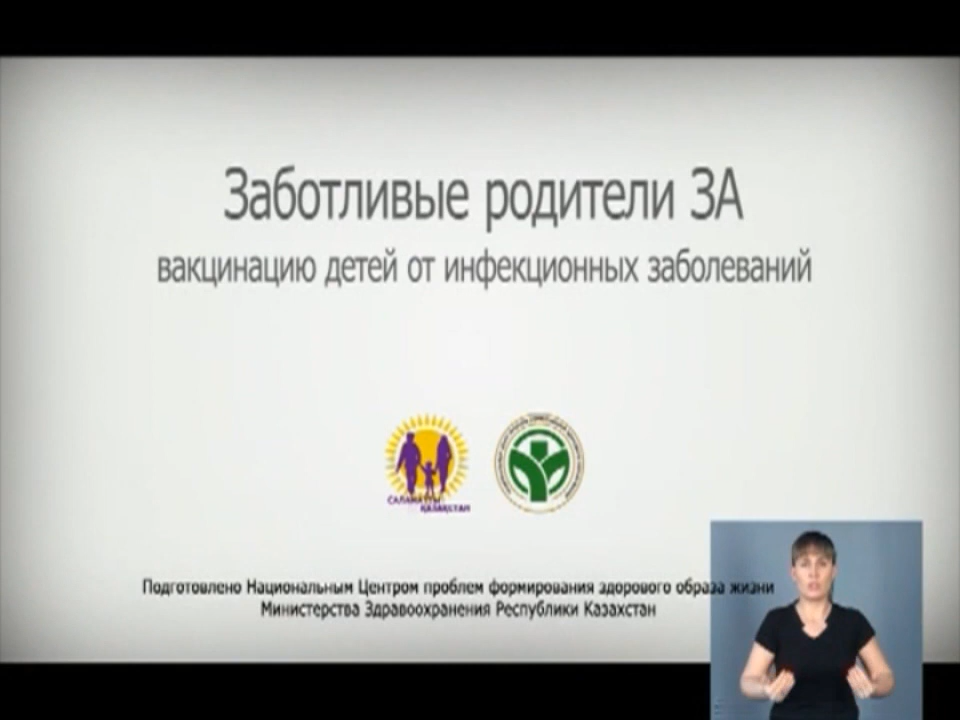 Заботливые родители ЗА
вакцинацию детей от инфекционных заболеваний
САЛАМАТТЫ
ҚАЗАҚСТАН
Подготовлено Национальным Центром проблем формирования здорового образа жизни
Министерства Здравоохранения Республики Казахстан